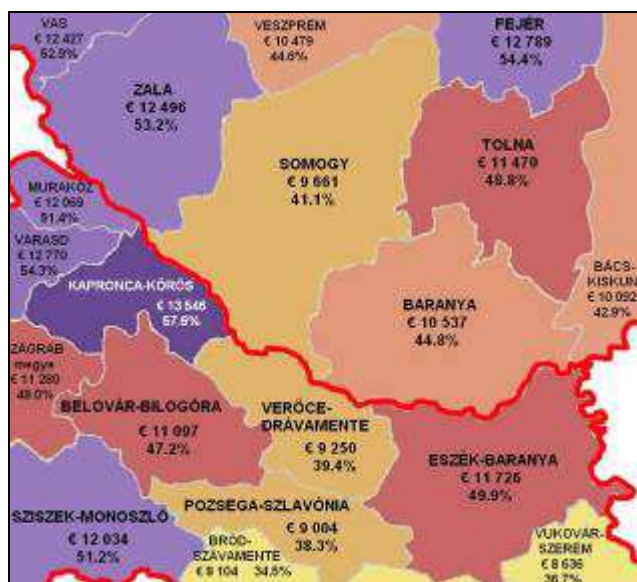 VAS
€ 12 427
52.9%
VESZPRÉM
€ 10 479
44.6%
FEJÉR
€ 12 789
54.4%
ZALA
€ 12 496
53.2%
SOMOGY
€ 9 661
41.1%
TOLNA
€ 11 479
48.8%
MURAKÖZ
€ 12 069
51.4%
VARASD
€ 12 770
54.3%
KAPRONCA-KŐRÖS
€ 13 546
57.6%
BARANYA
€ 10 537
44.8%
BÁCS-
KISKUN
€ 10 092
42.9%
ZÁGRÁB
megye
€ 11 280
48.0%
BELOVÁR-BILOGÓRA
€ 11 097
47.2%
VERŐCE-
DRÁVAMENTE
€ 9 250
39.4%
ESZÉK-BARANYA
€ 11 726
49.9%
SZISZEK-MONOSZLÓ
€ 12 034
51.2%
POZSEGA-SZLAVÓNIA
€ 9 004
38.3%
BRÓD-
SZÁVAMENTE
€ 8 104 34.5%
VUKOVÁR-
SZERÉM
€ 8 636
36.7%